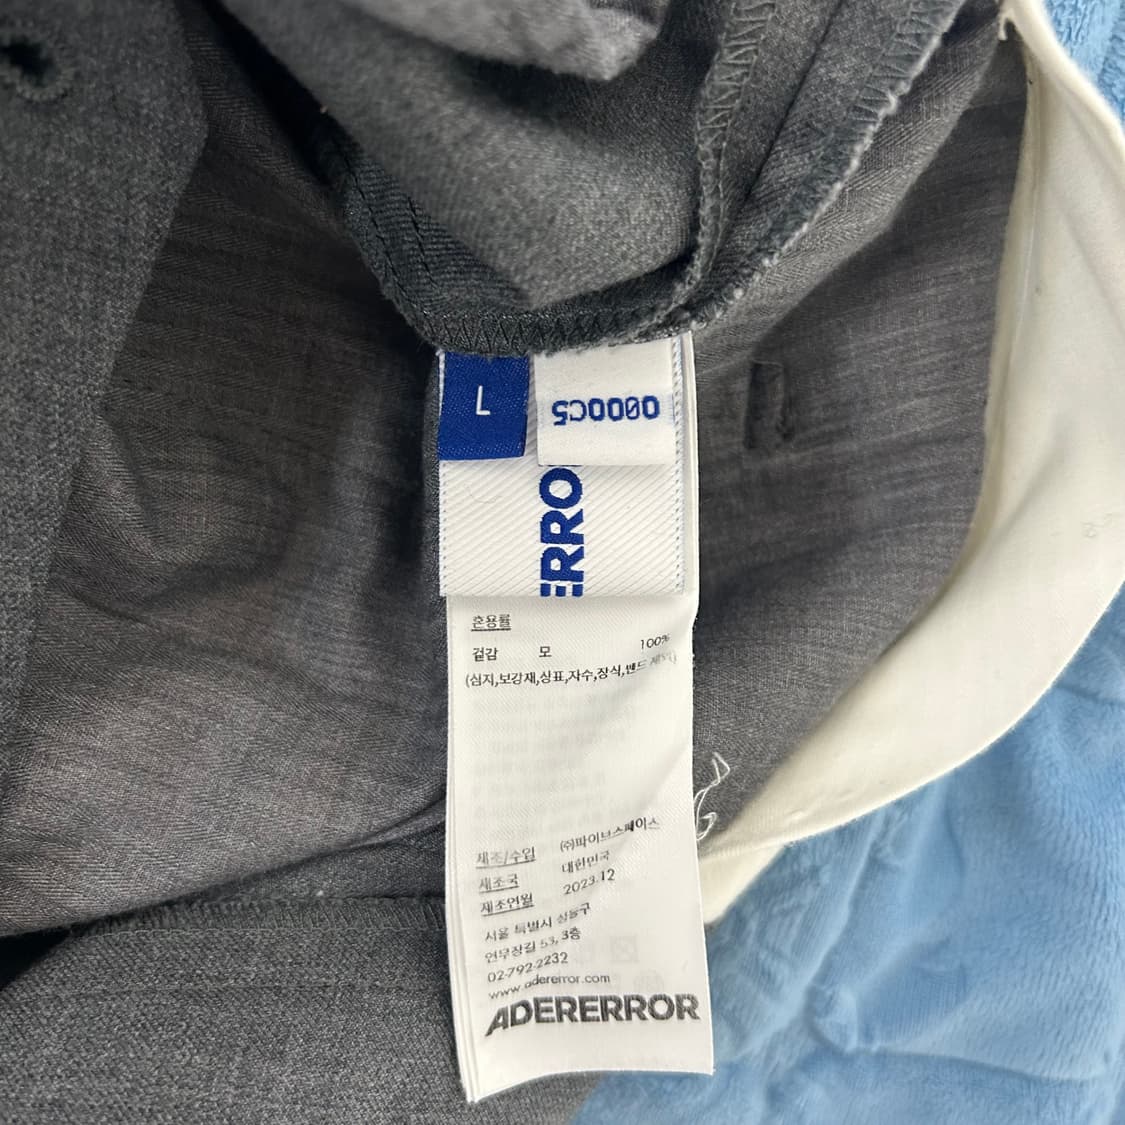 L
0000C5
ERRO
혼용률
겉감 모 100%
(심지,보강재,상표,자수,장식,밴드 제외)
제조/수입 (주)파이브스페이스
제조국 대한민국
제조연월 2023.12
서울 특별시 성동구
연무장길 53, 3층
02-792-2232
www.adererror.com
ADERERROR